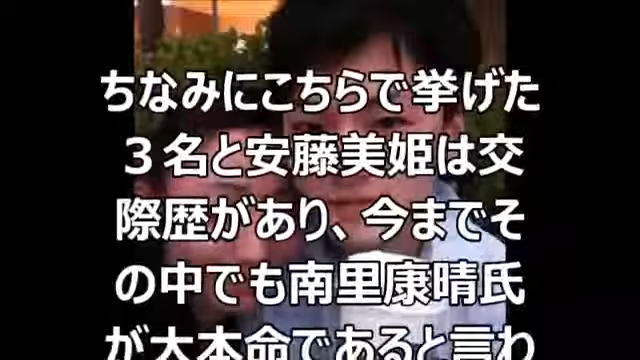 ちなみにこちらで挙げた
３名と安藤美姫は交
際歴があり、今までそ
の中でも南里康晴氏
が大本命であると言わ